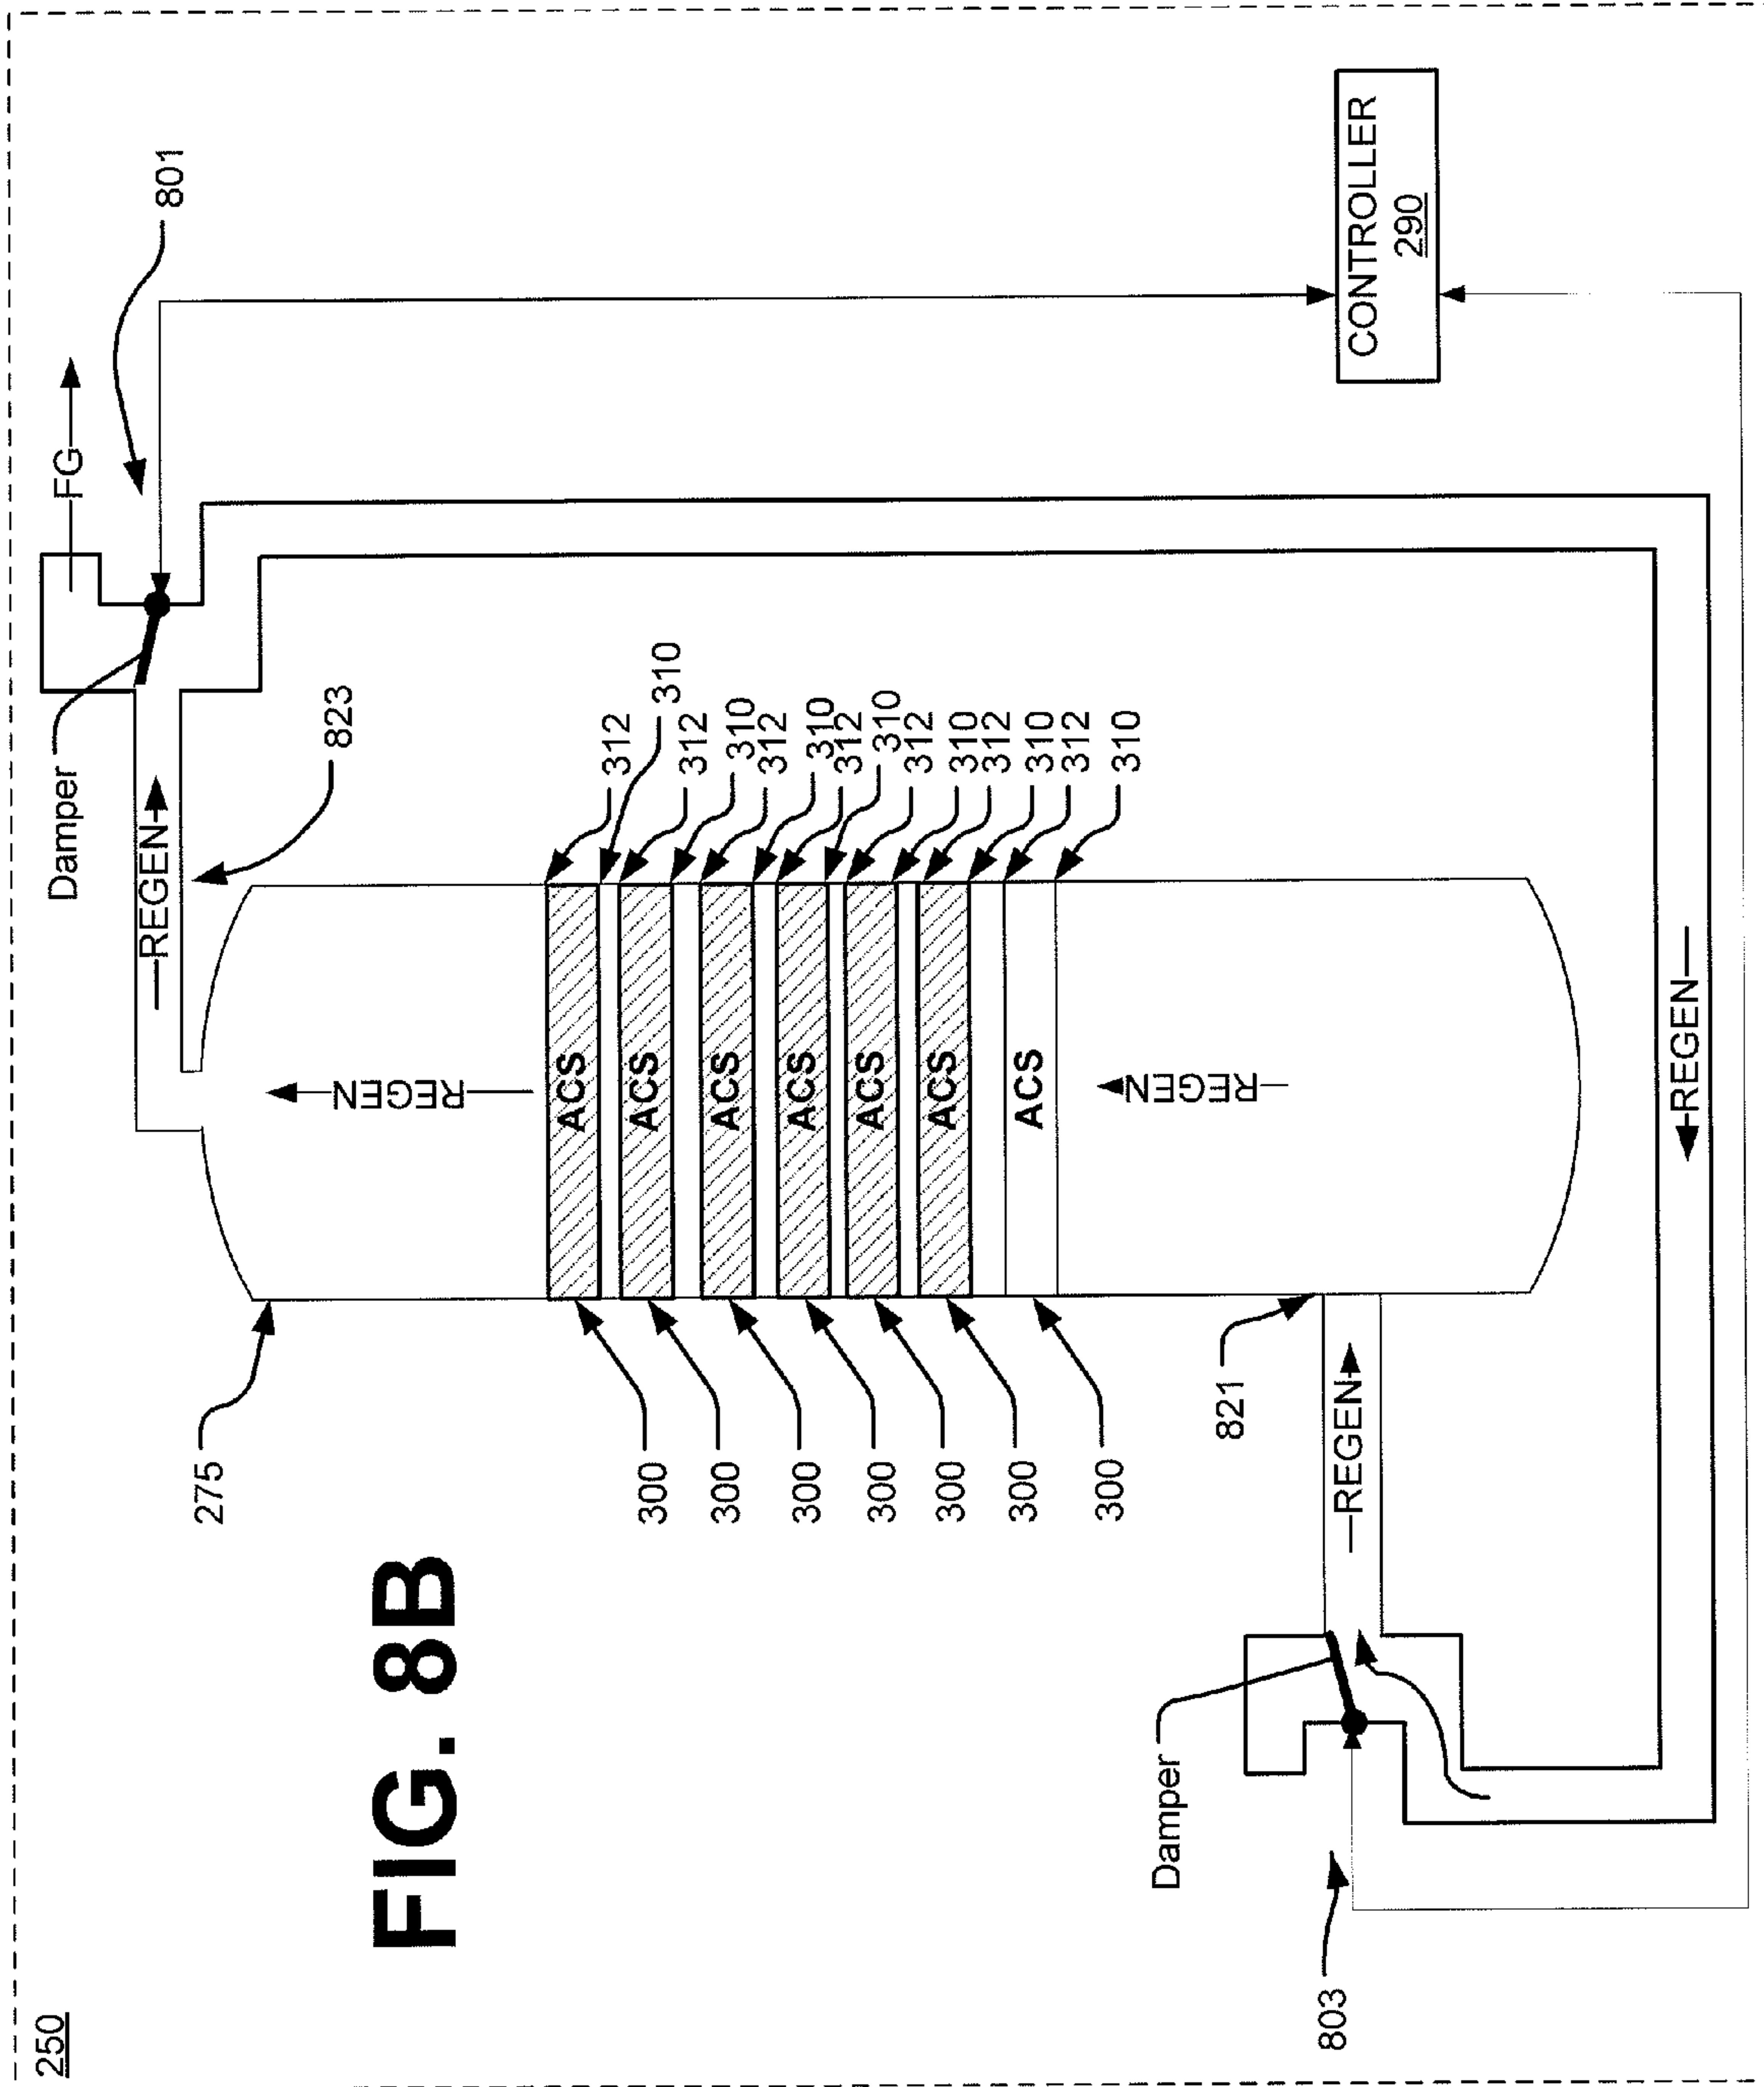 250
FIG. 8B
275
Damper
—REGEN→
823
—FG→
801
REGEN
ACS
ACS
ACS
ACS
ACS
ACS
ACS
REGEN
300
300
300
300
300
300
300
312
310
312
310
312
310
312
310
312
310
312
310
312
310
821
—REGEN→
Damper
803
—REGEN→
CONTROLLER
290